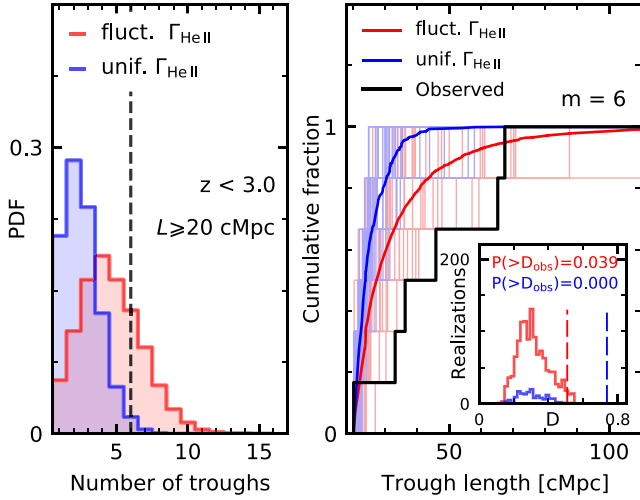 fluct. Γ_HeII
unif. Γ_HeII
z < 3.0
L⩾20 cMpc
PDF
0.3
0
5
10
15
Number of troughs
fluct. Γ_HeII
unif. Γ_HeII
Observed
m = 6
Cumulative fraction
1
0
50
100
Trough length [cMpc]
P(>D_obs)=0.039
P(>D_obs)=0.000
Realizations
200
0
0
D
0.8